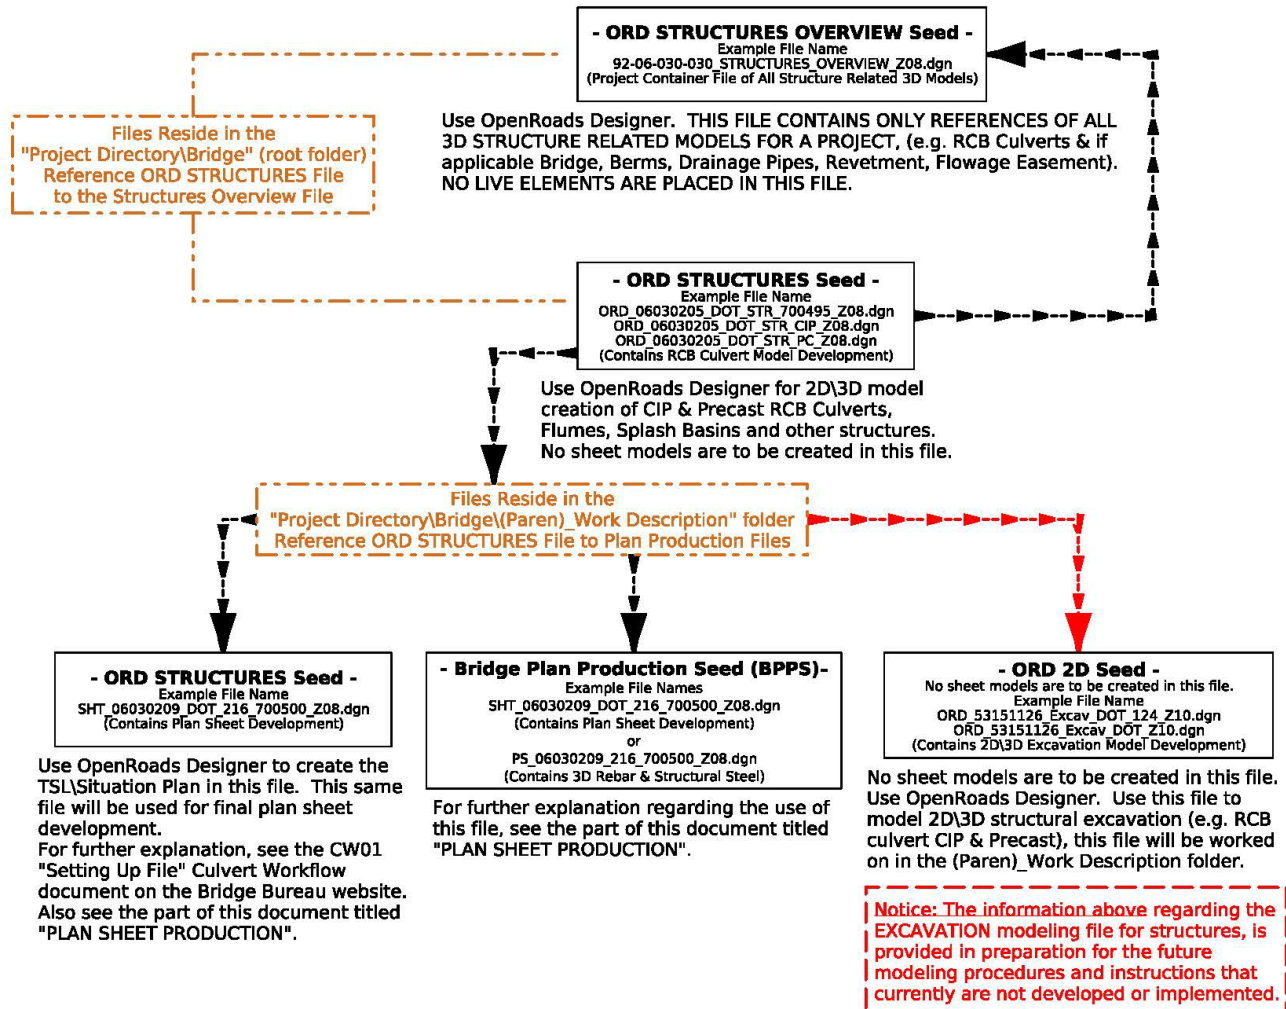 - ORD STRUCTURES OVERVIEW Seed -
Example File Name
92-06-030-030_STRUCTURES_OVERVIEW_Z08.dgn
(Project Container File of All Structure Related 3D Models)
Use OpenRoads Designer.  THIS FILE CONTAINS ONLY REFERENCES OF ALL
3D STRUCTURE RELATED MODELS FOR A PROJECT, (e.g. RCB Culverts & if
applicable Bridge, Berms, Drainage Pipes, Revetment, Flowage Easement).
NO LIVE ELEMENTS ARE PLACED IN THIS FILE.
Files Reside in the
"Project Directory\Bridge" (root folder)
Reference ORD STRUCTURES File
to the Structures Overview File
- ORD STRUCTURES Seed -
Example File Name
ORD_06030205_DOT_STR_700495_Z08.dgn
ORD_06030205_DOT_STR_CIP_Z08.dgn
ORD_06030205_DOT_STR_PC_Z08.dgn
(Contains RCB Culvert Model Development)
Use OpenRoads Designer for 2D\3D model
creation of CIP & Precast RCB Culverts,
Flumes, Splash Basins and other structures.
No sheet models are to be created in this file.
Files Reside in the
"Project Directory\Bridge\(Paren)_Work Description" folder
Reference ORD STRUCTURES File to Plan Production Files
- ORD STRUCTURES Seed -
Example File Name
SHT_06030209_DOT_216_700500_Z08.dgn
(Contains Plan Sheet Development)
Use OpenRoads Designer to create the
TSL\Situation Plan in this file.  This same
file will be used for final plan sheet
development.
For further explanation, see the CW01
"Setting Up File" Culvert Workflow
document on the Bridge Bureau website.
Also see the part of this document titled
"PLAN SHEET PRODUCTION".
- Bridge Plan Production Seed (BPPS)-
Example File Names
SHT_06030209_DOT_216_700500_Z08.dgn
(Contains Plan Sheet Development)
or
PS_06030209_216_700500_Z08.dgn
(Contains 3D Rebar & Structural Steel)
For further explanation regarding the use of
this file, see the part of this document titled
"PLAN SHEET PRODUCTION".
- ORD 2D Seed -
No sheet models are to be created in this file.
Example File Name
ORD_53151126_Excav_DOT_124_Z10.dgn
ORD_53151126_Excav_DOT_Z10.dgn
(Contains 2D\3D Excavation Model Development)
No sheet models are to be created in this file.
Use OpenRoads Designer.  Use this file to
model 2D\3D structural excavation (e.g. RCB
culvert CIP & Precast), this file will be worked
on in the (Paren)_Work Description folder.
Notice: The information above regarding the
EXCAVATION modeling file for structures, is
provided in preparation for the future
modeling procedures and instructions that
currently are not developed or implemented.